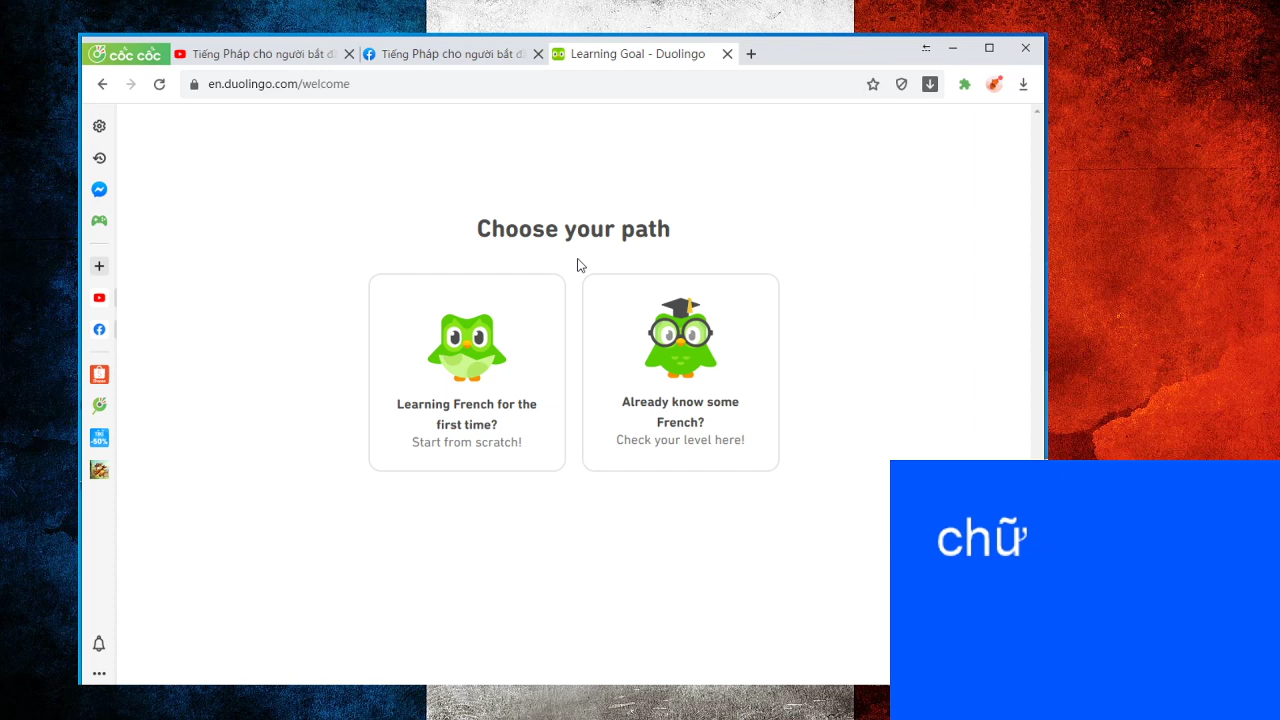 cốc cốc
Tiếng Pháp cho người bắt đ
Tiếng Pháp cho người bắt đ
Learning Goal - Duolingo
en.duolingo.com/welcome
Choose your path
Learning French for the
first time?
Start from scratch!
Already know some
French?
Check your level here!
-50%
chữ